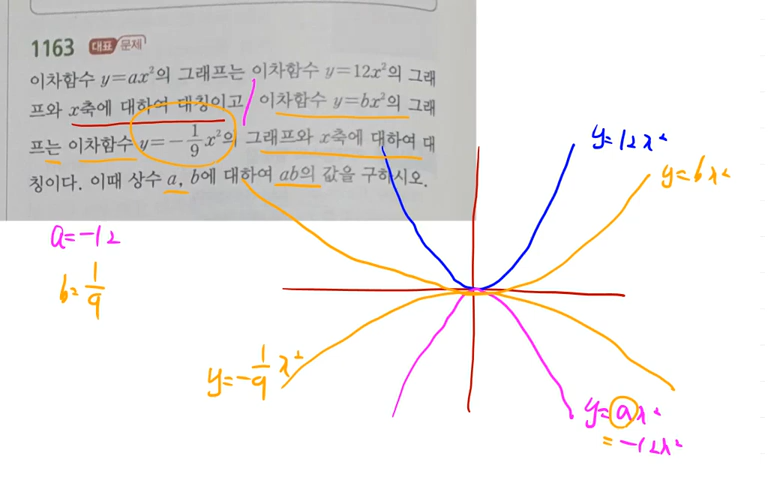 1163 대표 문제
이차함수 y=ax²의 그래프는 이차함수 y=12x²의 그래
프와 x축에 대하여 대칭이고, 이차함수 y=bx²의 그래
프는 이차함수 y=-1/9x²의 그래프와 x축에 대하여 대
칭이다. 이때 상수 a, b에 대하여 ab의 값을 구하시오.
a=-12
b=1/9
y=12x²
y=bx²
y=-1/9x²
y=ax²
=-12x²